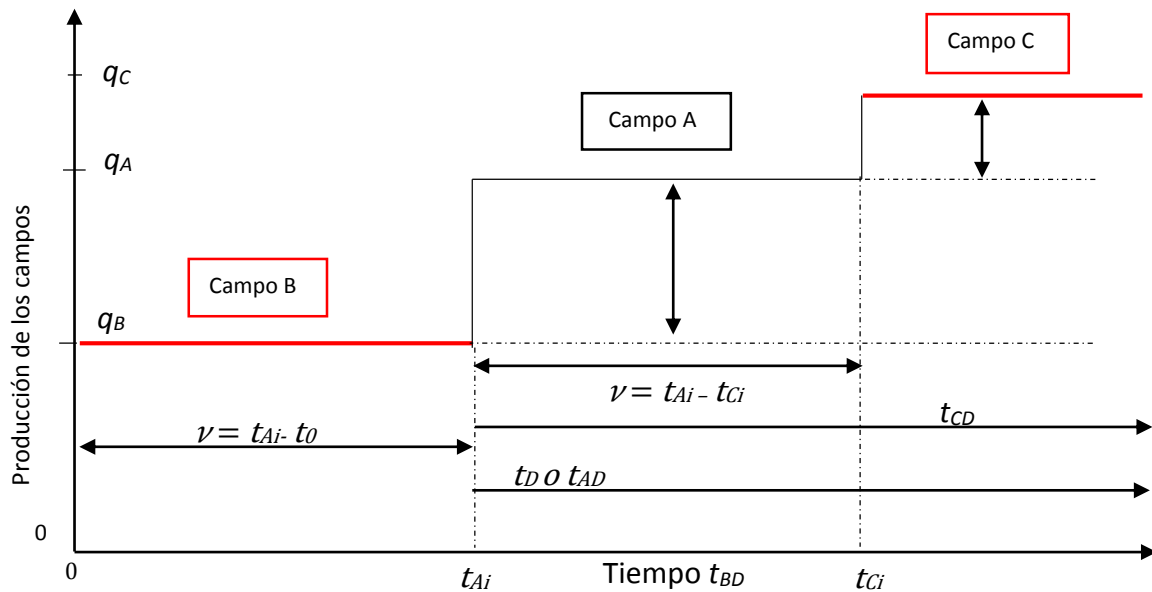 Campo C
q_C
Campo A
q_A
Producción de los campos
Campo B
q_B
ν = t_Ai – t_Ci
ν = t_Ai - t_0
t_CD
t_D o t_AD
0
0
t_Ai
Tiempo t_BD
t_Ci